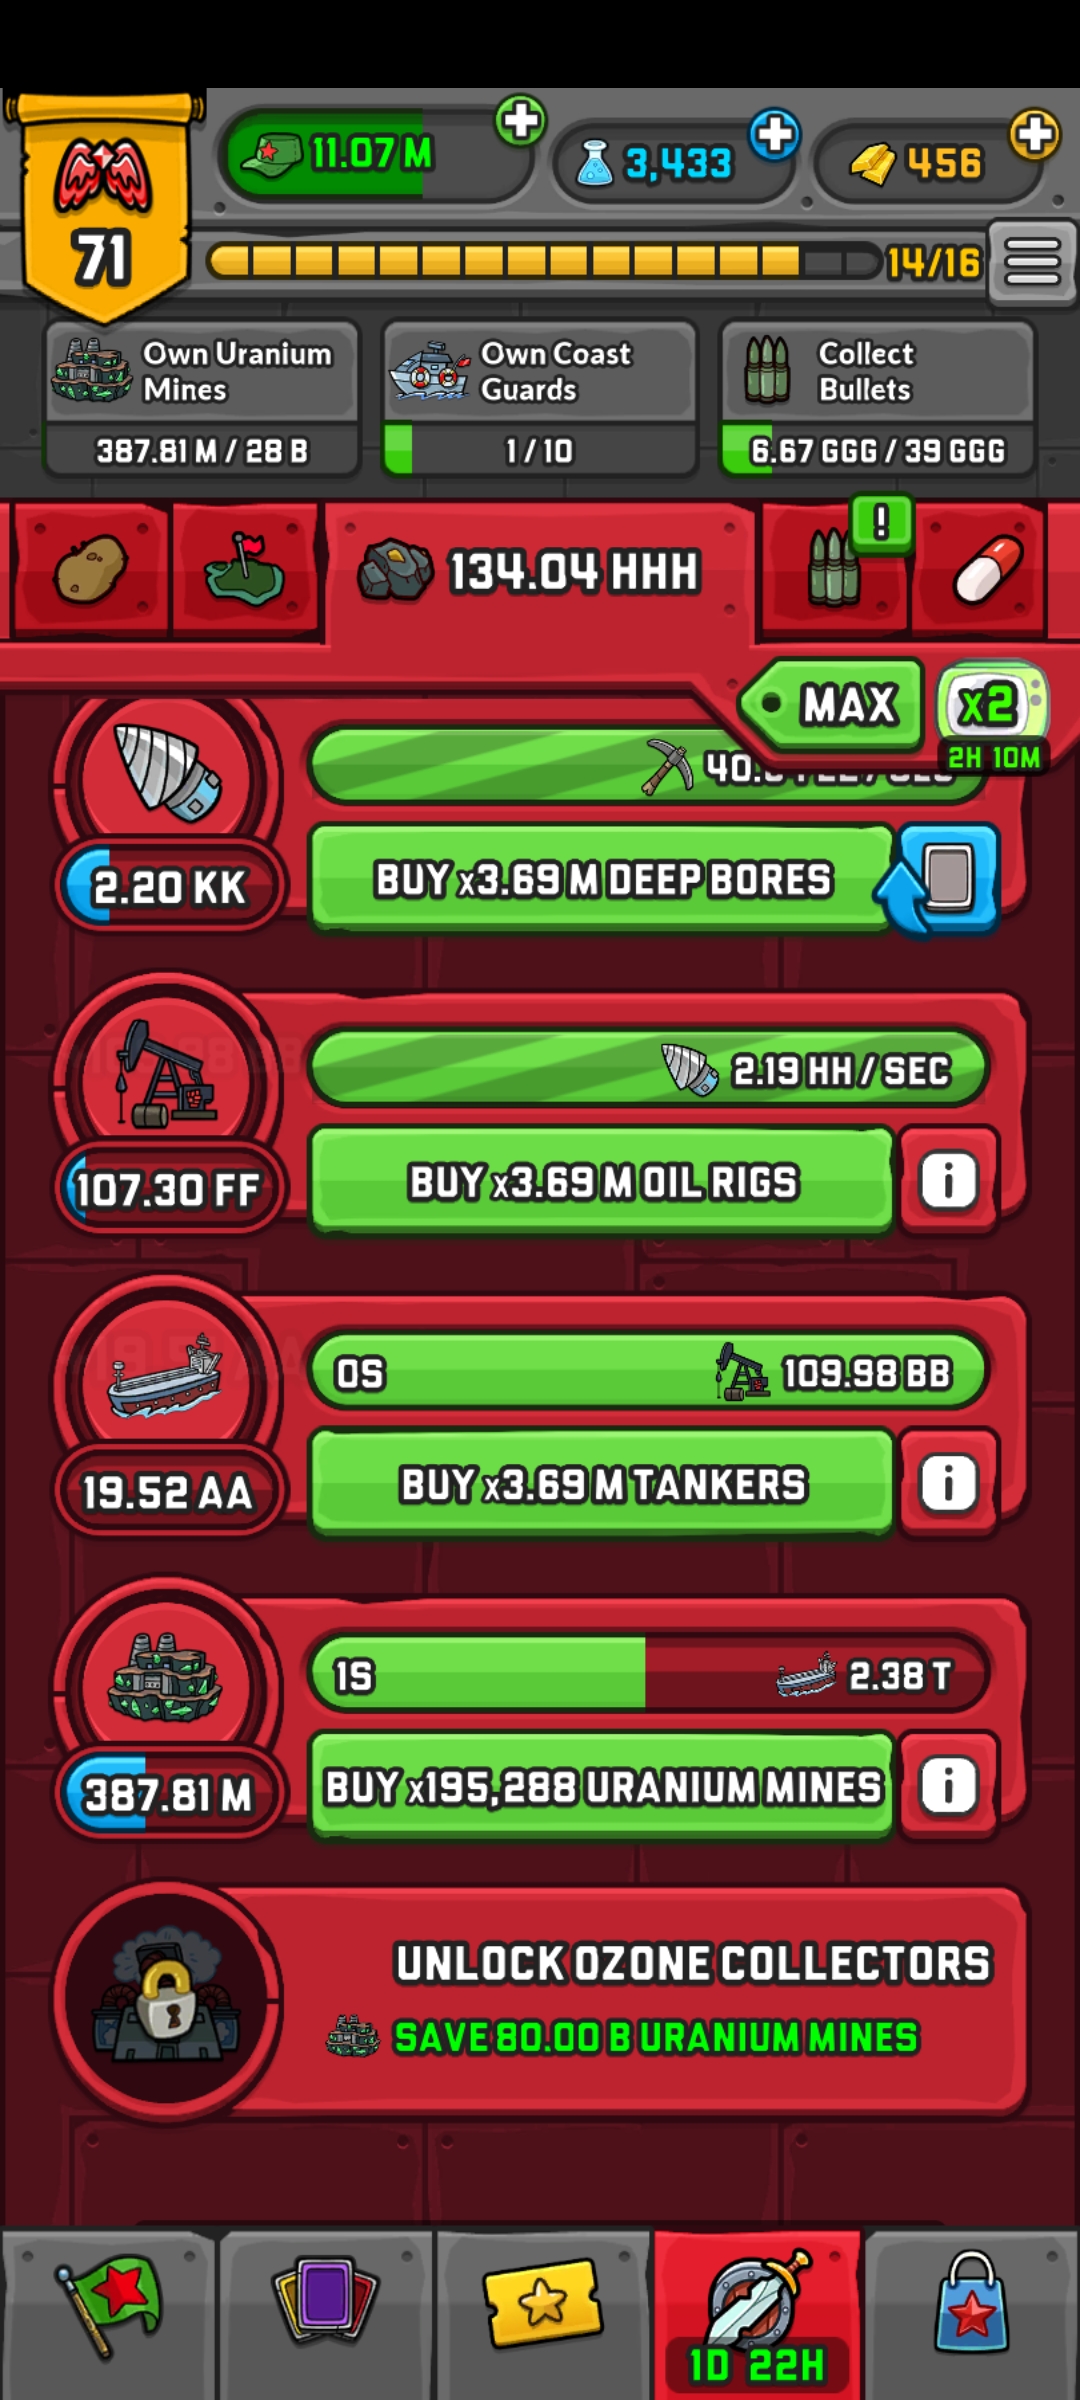 11.07 M
3,433
456
71
14/16
Own Uranium Mines
387.81 M / 28 B
Own Coast Guards
1 / 10
Collect Bullets
6.67 GGG / 39 GGG
134.04 HHH
!
MAX
x2
2H 10M
2.20 KK
BUY x3.69 M DEEP BORES
2.19 HH / SEC
107.30 FF
BUY x3.69 M OIL RIGS
i
0S
109.98 BB
19.52 AA
BUY x3.69 M TANKERS
i
1S
2.38 T
387.81 M
BUY x195,288 URANIUM MINES
i
UNLOCK OZONE COLLECTORS
SAVE 80.00 B URANIUM MINES
1D 22H